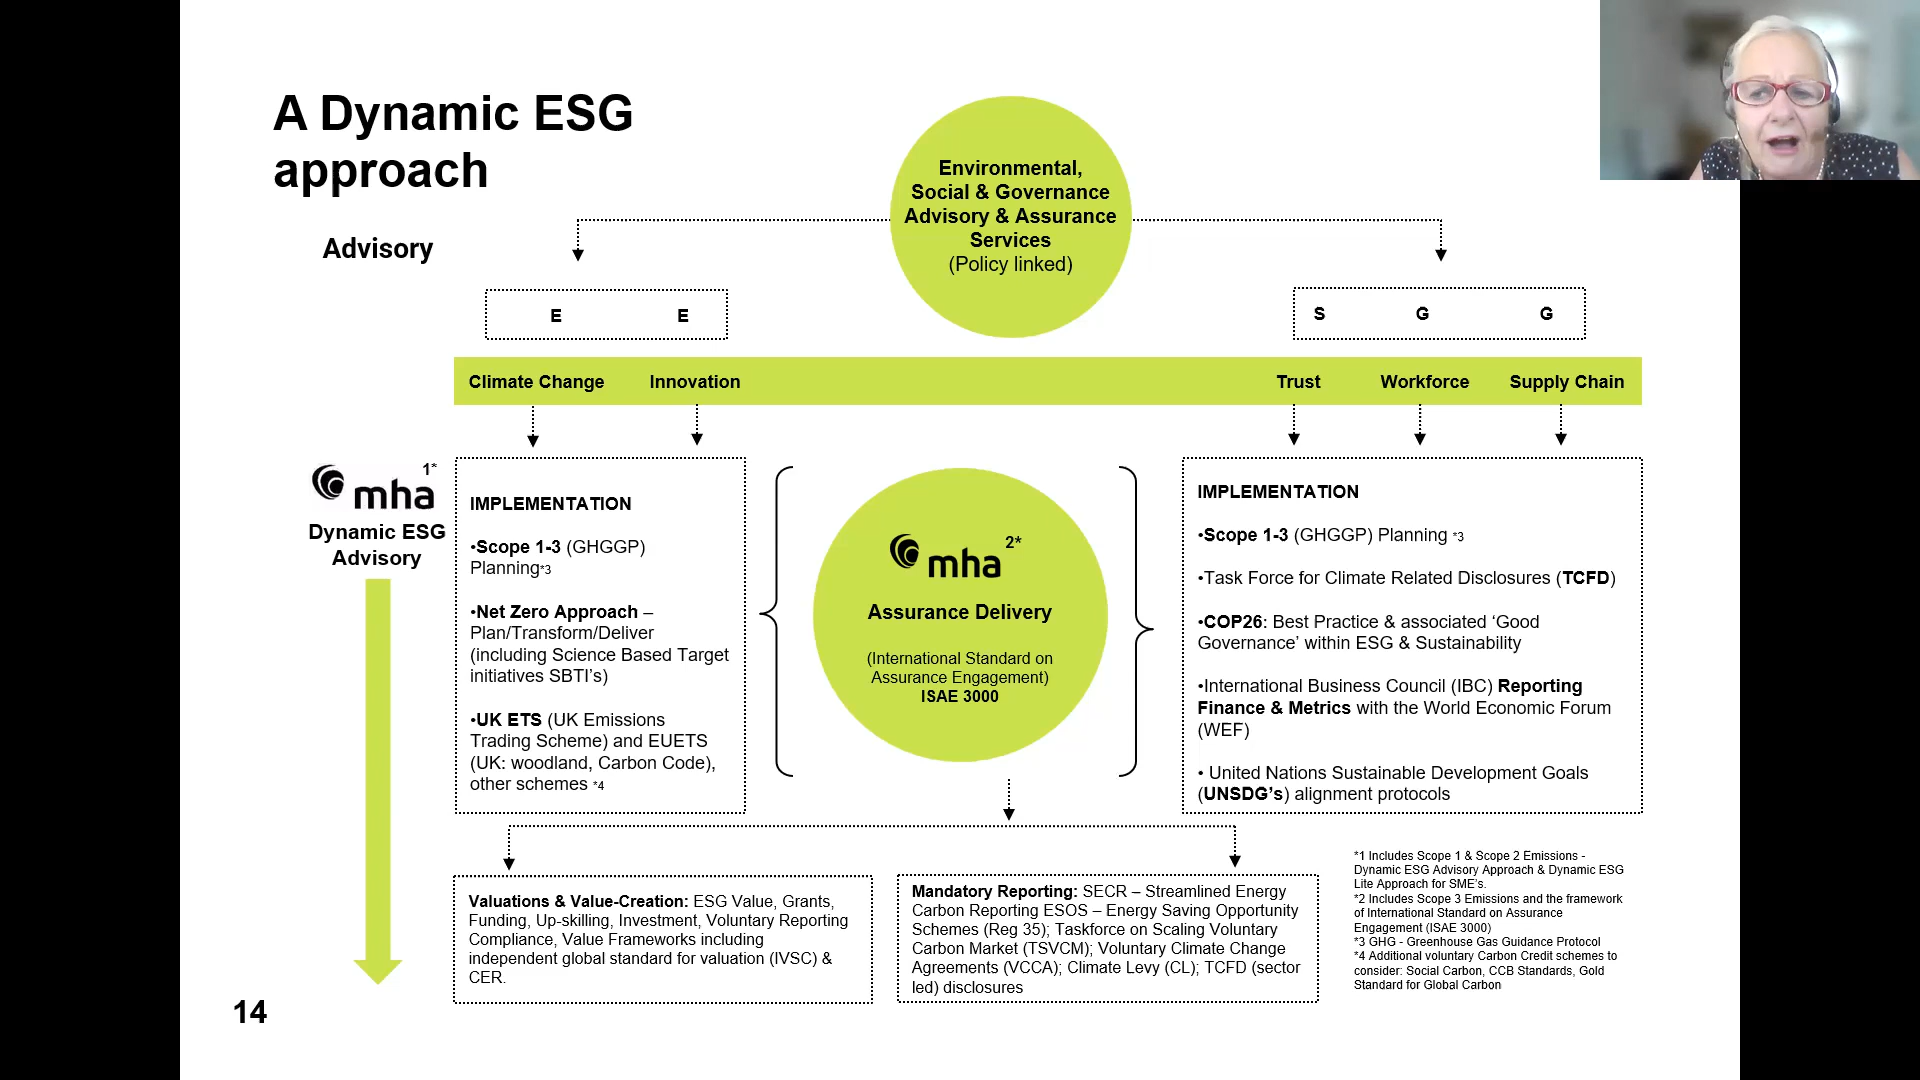 A Dynamic ESG
approach
Advisory
Environmental,
Social & Governance
Advisory & Assurance
Services
(Policy linked)
E E
S G G
Climate Change Innovation Trust Workforce Supply Chain
mha 1*
Dynamic ESG
Advisory
IMPLEMENTATION
•Scope 1-3 (GHGGP)
Planning*3
•Net Zero Approach –
Plan/Transform/Deliver
(including Science Based Target
initiatives SBTI’s)
•UK ETS (UK Emissions
Trading Scheme) and EUETS
(UK: woodland, Carbon Code),
other schemes *4
mha 2*
Assurance Delivery
(International Standard on
Assurance Engagement)
ISAE 3000
IMPLEMENTATION
•Scope 1-3 (GHGGP) Planning *3
•Task Force for Climate Related Disclosures (TCFD)
•COP26: Best Practice & associated ‘Good
Governance’ within ESG & Sustainability
•International Business Council (IBC) Reporting
Finance & Metrics with the World Economic Forum
(WEF)
• United Nations Sustainable Development Goals
(UNSDG’s) alignment protocols
Valuations & Value-Creation: ESG Value, Grants,
Funding, Up-skilling, Investment, Voluntary Reporting
Compliance, Value Frameworks including
independent global standard for valuation (IVSC) &
CER.
Mandatory Reporting: SECR – Streamlined Energy
Carbon Reporting ESOS – Energy Saving Opportunity
Schemes (Reg 35); Taskforce on Scaling Voluntary
Carbon Market (TSVCM); Voluntary Climate Change
Agreements (VCCA); Climate Levy (CL); TCFD (sector
led) disclosures
*1 Includes Scope 1 & Scope 2 Emissions -
Dynamic ESG Advisory Approach & Dynamic ESG
Lite Approach for SME's.
*2 Includes Scope 3 Emissions and the framework
of International Standard on Assurance
Engagement (ISAE 3000)
*3 GHG - Greenhouse Gas Guidance Protocol
*4 Additional voluntary Carbon Credit schemes to
consider: Social Carbon, CCB Standards, Gold
Standard for Global Carbon
14